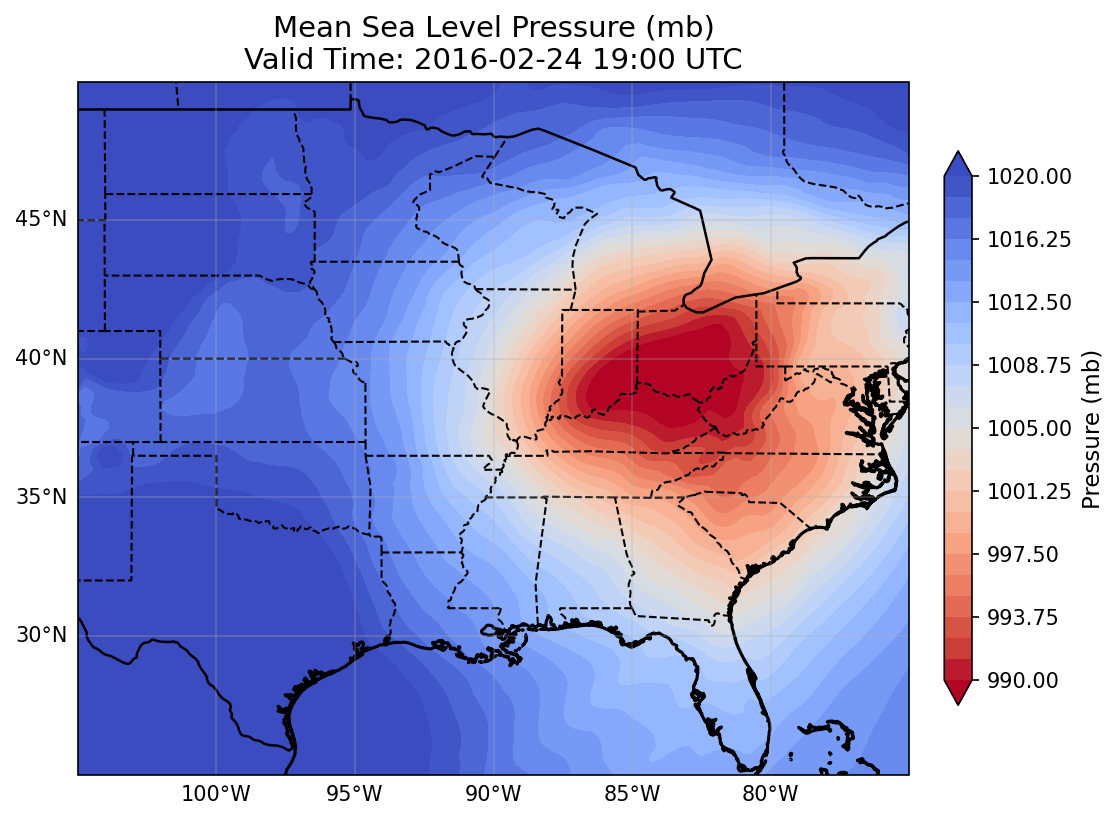 Mean Sea Level Pressure (mb)
Valid Time: 2016-02-24 19:00 UTC
45°N
40°N
35°N
30°N
100°W
95°W
90°W
85°W
80°W
1020.00
1016.25
1012.50
1008.75
1005.00
1001.25
997.50
993.75
990.00
Pressure (mb)